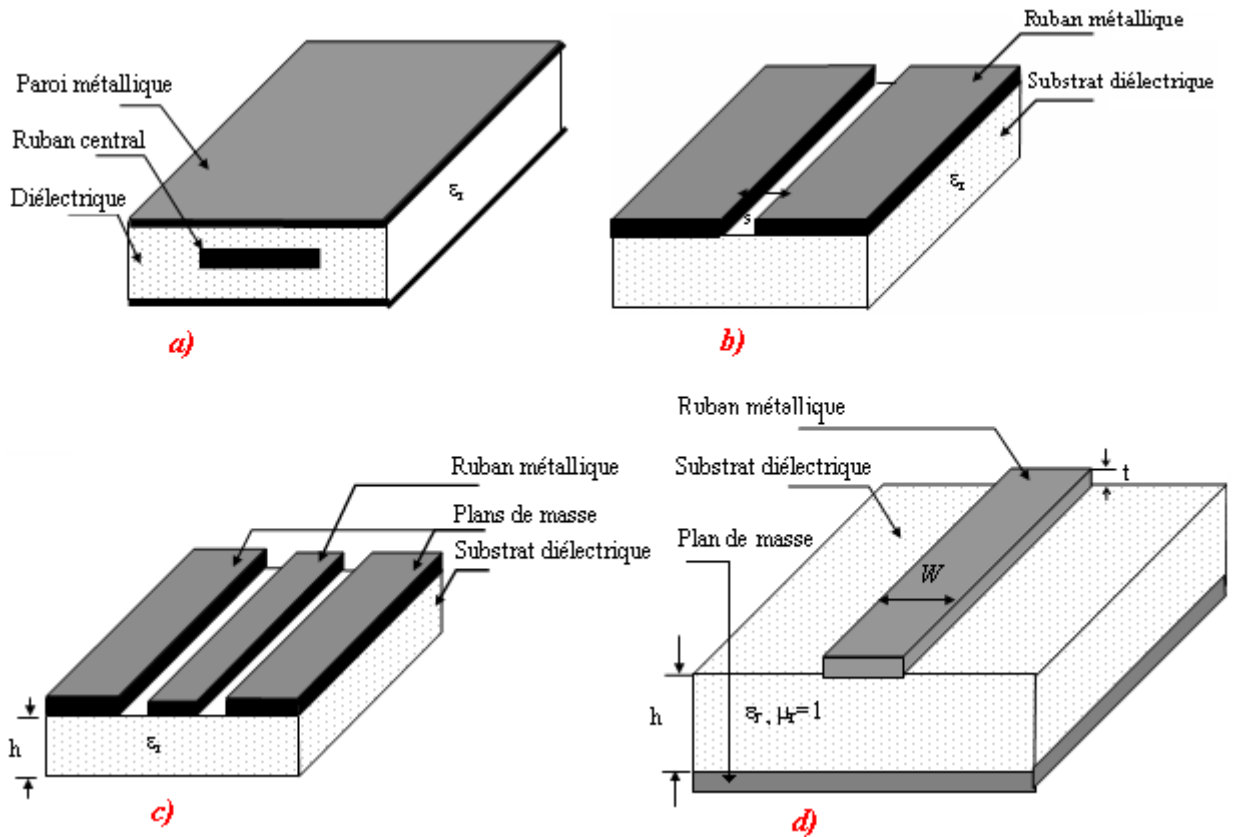 Paroi métallique
Ruban central
Diélectrique
εr
a)
Ruban métallique
Substrat diélectrique
εr
s
b)
Ruban métallique
Plans de masse
Substrat diélectrique
h
εr
c)
Ruban métallique
Substrat diélectrique
t
Plan de masse
W
h
εr , μr=1
d)